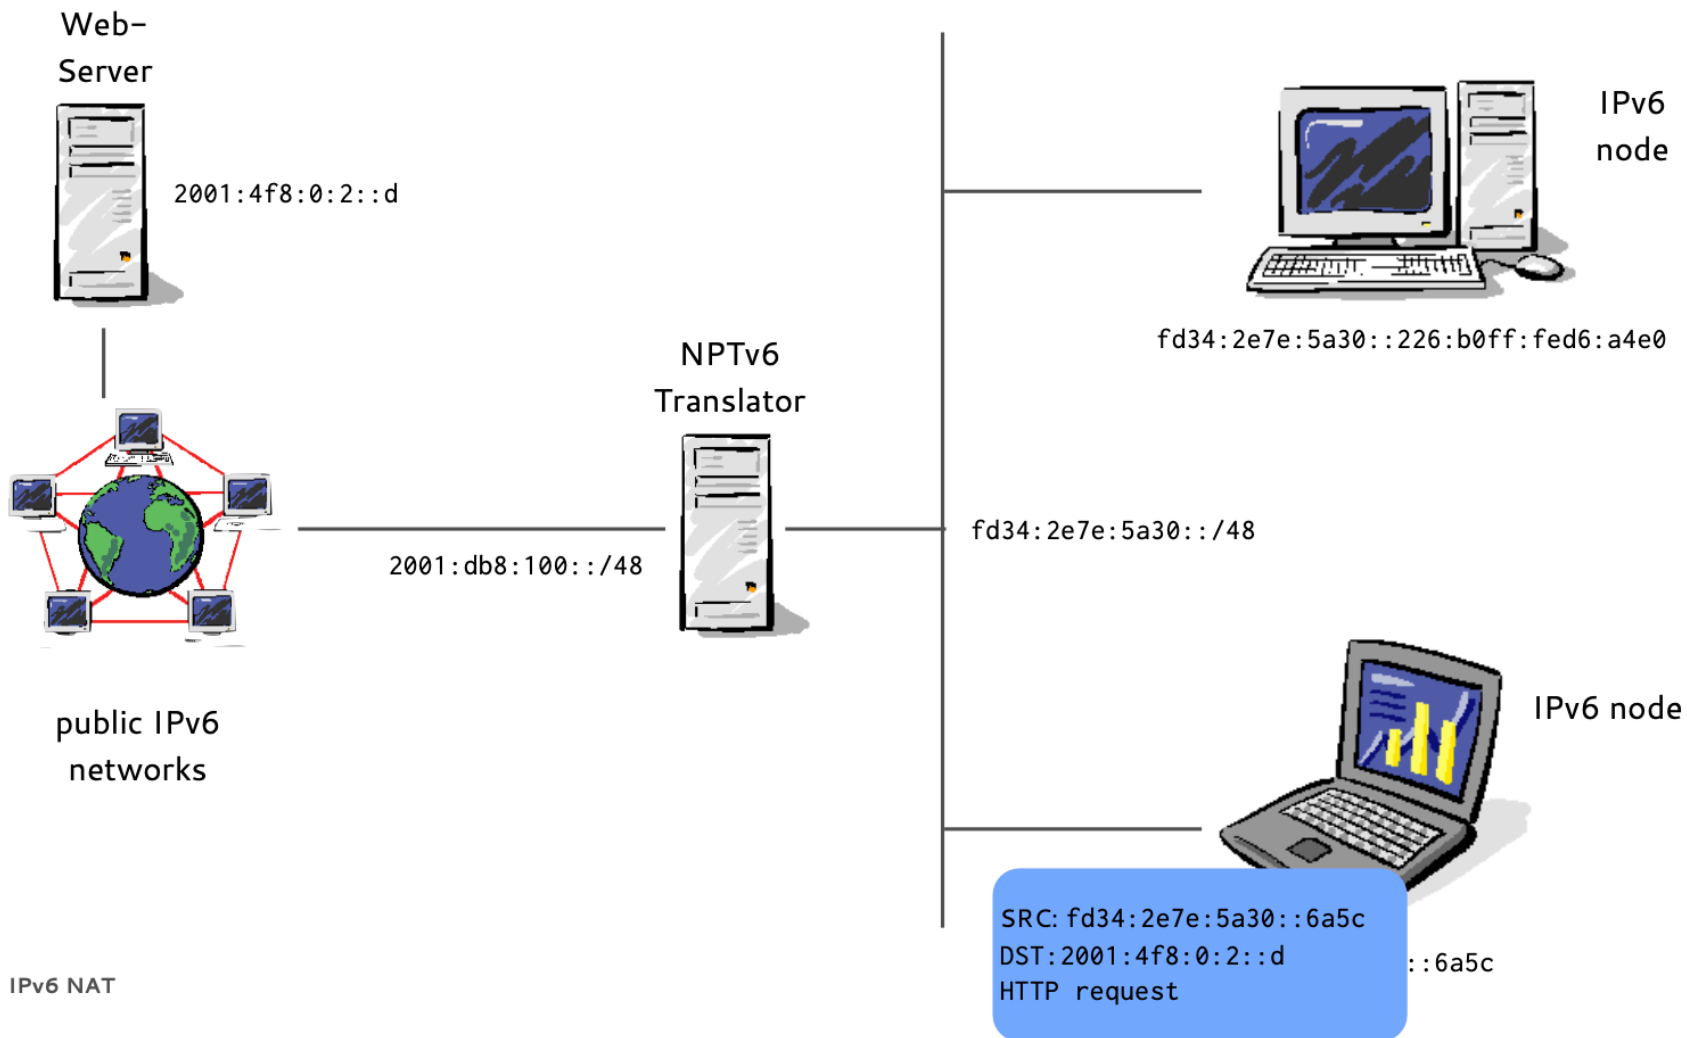 Web-
Server
2001:4f8:0:2::d
IPv6
node
fd34:2e7e:5a30::226:b0ff:fed6:a4e0
NPTv6
Translator
2001:db8:100::/48
fd34:2e7e:5a30::/48
public IPv6
networks
IPv6 node
SRC: fd34:2e7e:5a30::6a5c
DST:2001:4f8:0:2::d
HTTP request
::6a5c
IPv6 NAT